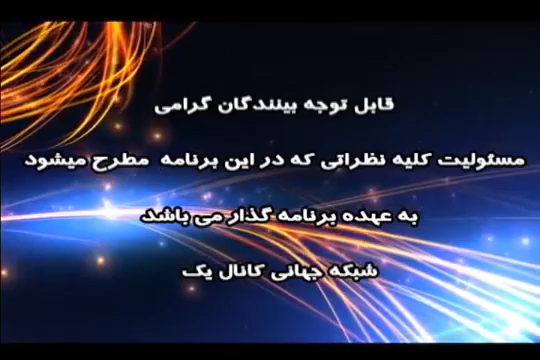 قابل توجه بینندگان گرامی
مسئولیت کلیه نظراتی که در این برنامه مطرح میشود
به عهده برنامه گذار می باشد
شبکه جهانی کانال یک